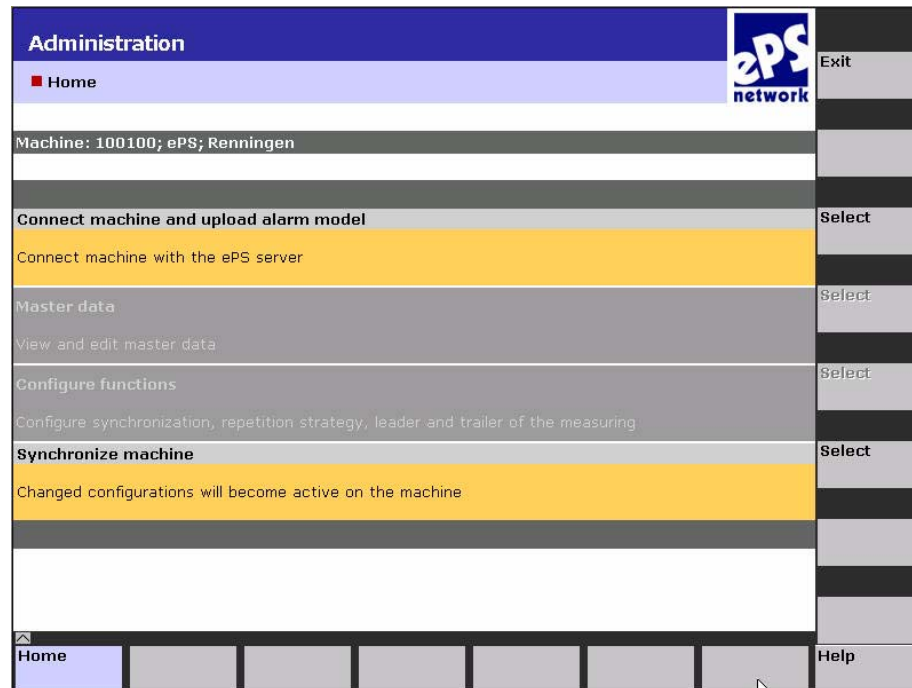 Administration
ePS
network
Exit
Home
Machine: 100100; ePS; Renningen
Connect machine and upload alarm model
Select
Connect machine with the ePS server
Master data
Select
View and edit master data
Configure functions
Select
Configure synchronization, repetition strategy, leader and trailer of the measuring
Synchronize machine
Select
Changed configurations will become active on the machine
Home
Help